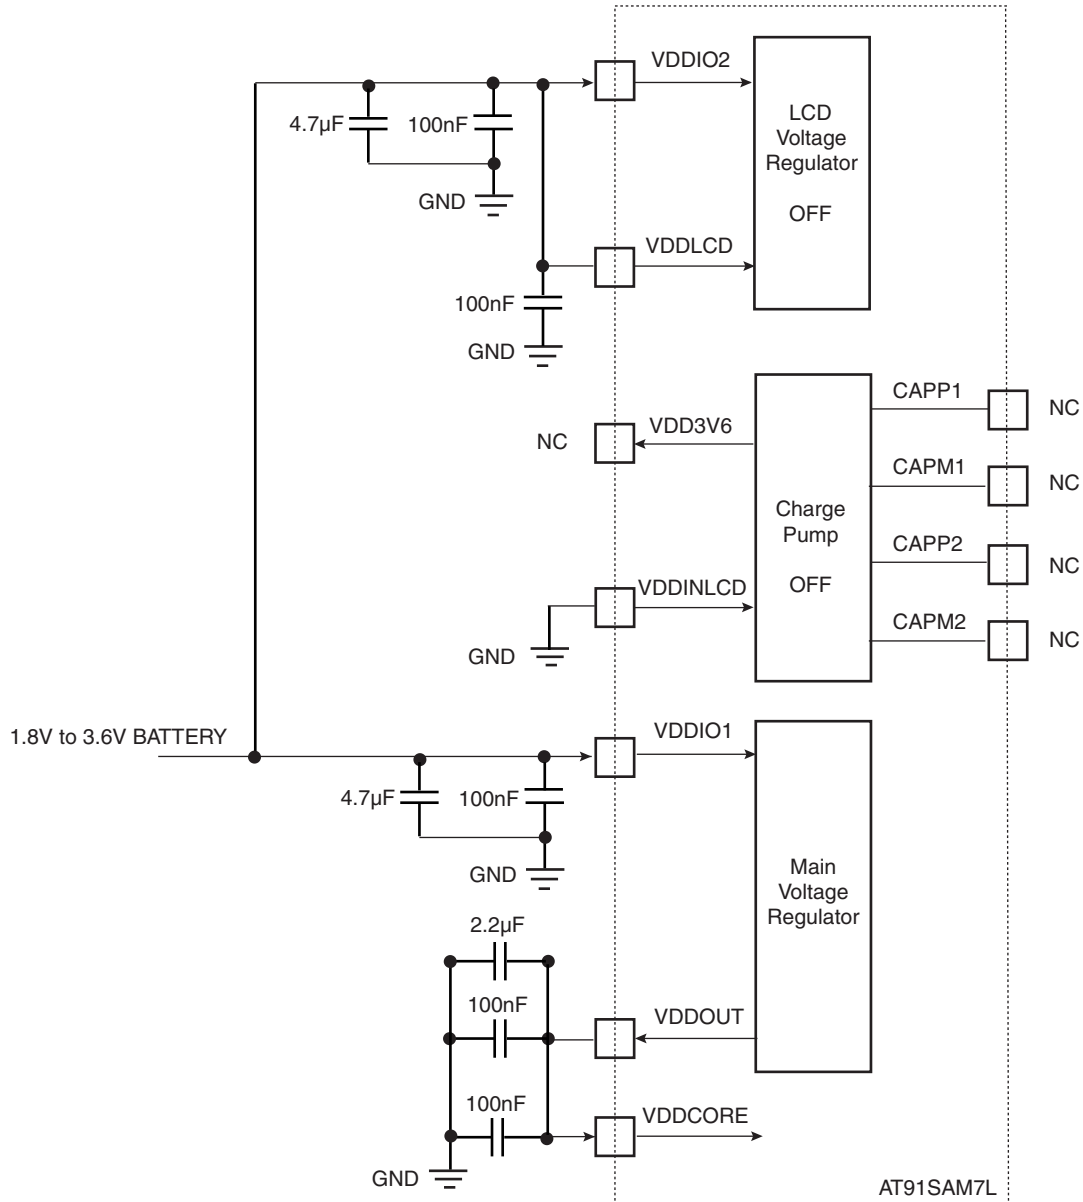 VDDIO2
LCD
Voltage
Regulator
OFF
4.7µF
100nF
GND
VDDLCD
100nF
GND
CAPP1
NC
NC
VDD3V6
CAPM1
NC
Charge
Pump
OFF
CAPP2
NC
VDDINLCD
GND
CAPM2
NC
1.8V to 3.6V BATTERY
VDDIO1
4.7µF
100nF
GND
Main
Voltage
Regulator
2.2µF
100nF
VDDOUT
100nF
VDDCORE
GND
AT91SAM7L